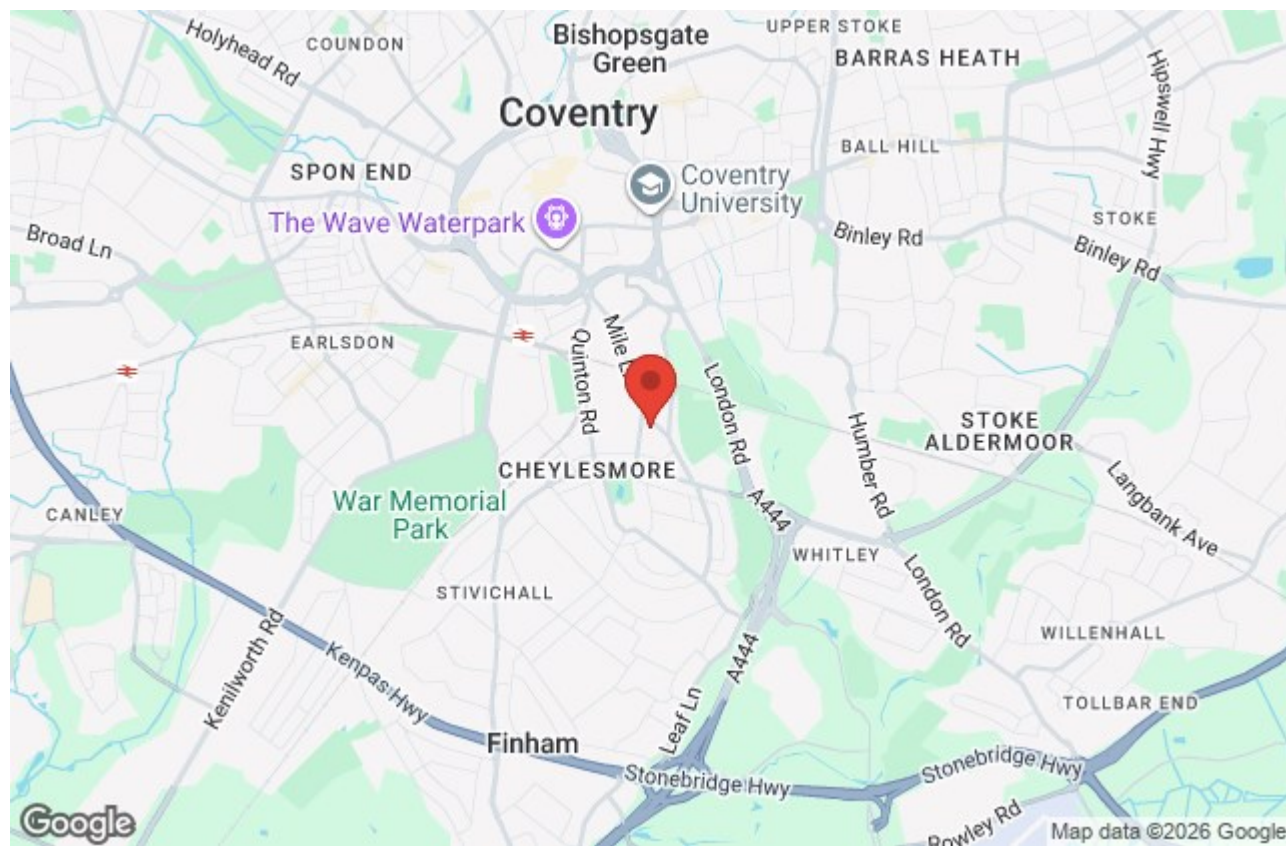 Holyhead Rd
COUNDON
Bishopsgate
Green
UPPER STOKE
BARRAS HEATH
Hipswell Hwy
Coventry
BALL HILL
SPON END
Coventry
University
The Wave Waterpark
STOKE
Broad Ln
Binley Rd
Binley Rd
EARLSDON
Quinton Rd
Mile L
London Rd
Humber Rd
STOKE
ALDERMOOR
CHEYLESMORE
Langbank Ave
War Memorial
Park
CANLEY
A444
WHITLEY
STIVICHALL
London Rd
Kenilworth Rd
WILLENHALL
A444
Kenpas Hwy
TOLLBAR END
Leaf Ln
Finham
Stonebridge Hwy
Stonebridge Hwy
Rowley Rd
Google
Map data ©2026 Google